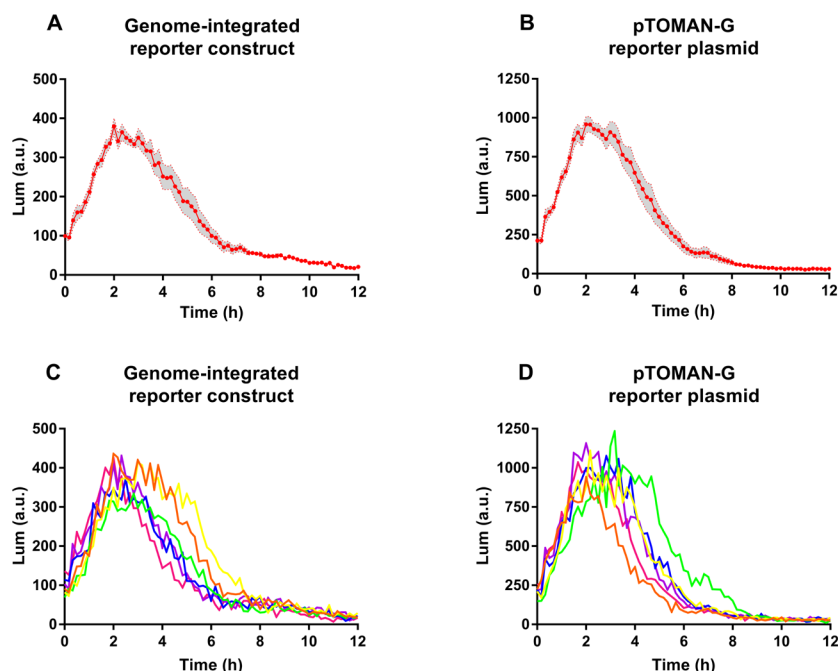 A
Genome-integrated
reporter construct
500
400
300
200
100
0
Lum (a.u.)
0 2 4 6 8 10 12
Time (h)
B
pTOMAN-G
reporter plasmid
1250
1000
750
500
250
0
Lum (a.u.)
0 2 4 6 8 10 12
Time (h)
C
Genome-integrated
reporter construct
500
400
300
200
100
0
Lum (a.u.)
0 2 4 6 8 10 12
Time (h)
D
pTOMAN-G
reporter plasmid
1250
1000
750
500
250
0
Lum (a.u.)
0 2 4 6 8 10 12
Time (h)